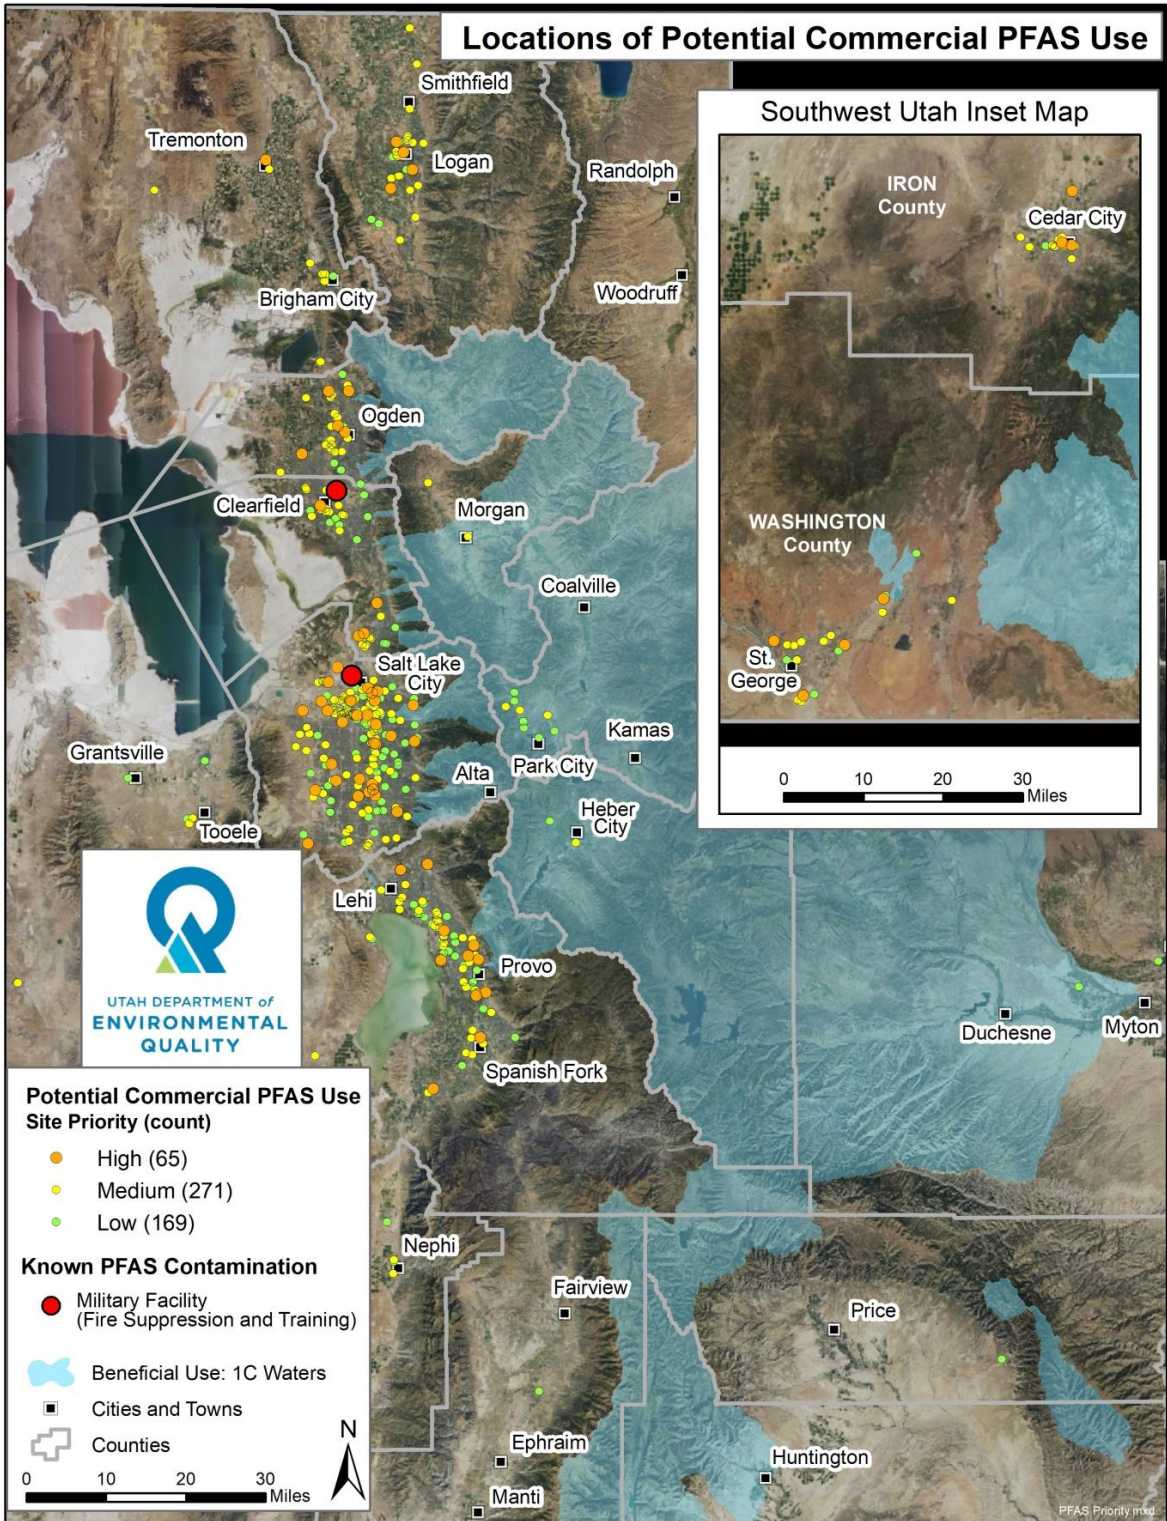 Locations of Potential Commercial PFAS Use
Southwest Utah Inset Map
IRON
County
Cedar City
WASHINGTON
County
St.
George
0 10 20 30
Miles
Smithfield
Tremonton
Logan
Randolph
Woodruff
Brigham City
Ogden
Clearfield
Morgan
Coalville
Salt Lake
City
Grantsville
Kamas
Park City
Alta
Tooele
Heber
City
Lehi
Provo
Duchesne
Myton
Spanish Fork
Nephi
Fairview
Price
Ephraim
Huntington
Manti
UTAH DEPARTMENT of
ENVIRONMENTAL
QUALITY
Potential Commercial PFAS Use
Site Priority (count)
High (65)
Medium (271)
Low (169)
Known PFAS Contamination
Military Facility
(Fire Suppression and Training)
Beneficial Use: 1C Waters
Cities and Towns
Counties
N
0 10 20 30
Miles
PFAS Priority.mxd